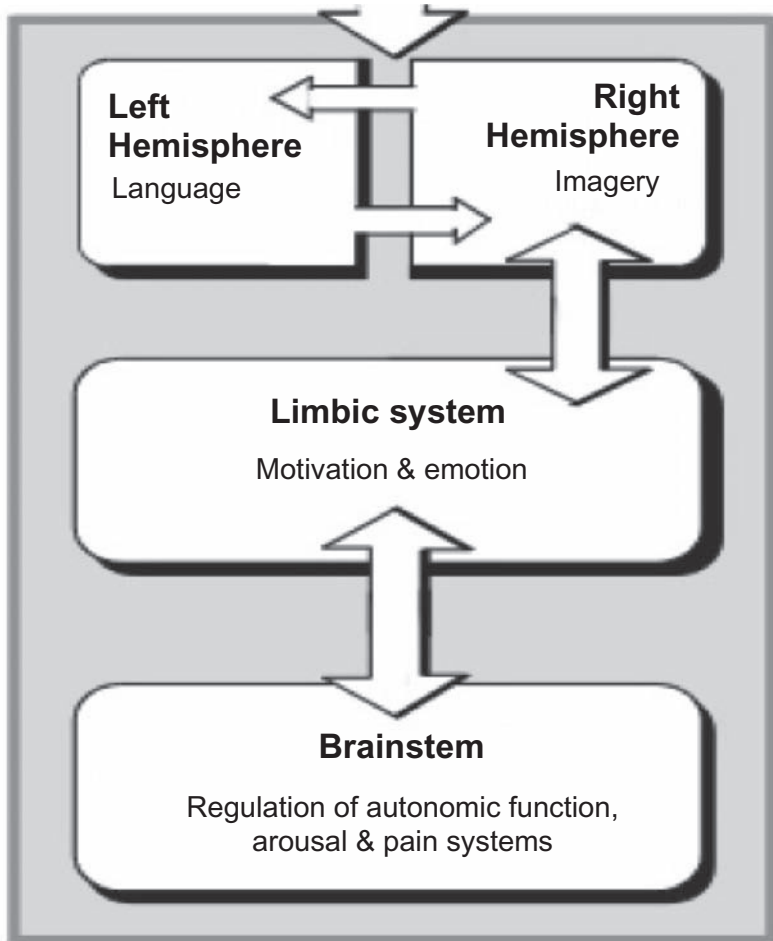 Left
Hemisphere
Language
Right
Hemisphere
Imagery
Limbic system
Motivation & emotion
Brainstem
Regulation of autonomic function,
arousal & pain systems